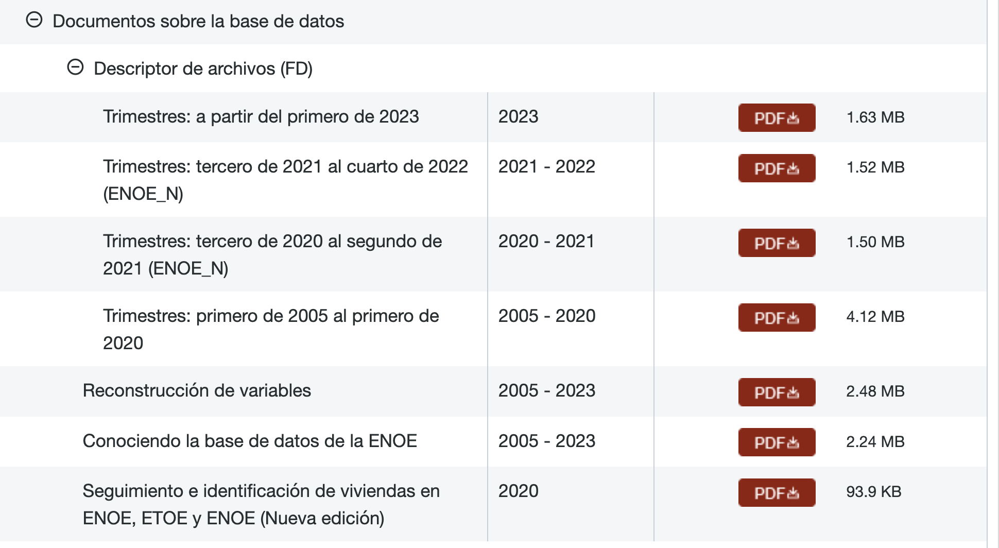 Documentos sobre la base de datos
Descriptor de archivos (FD)
Trimestres: a partir del primero de 2023 2023 PDF 1.63 MB
Trimestres: tercero de 2021 al cuarto de 2022 2021 - 2022 PDF 1.52 MB
(ENOE_N)
Trimestres: tercero de 2020 al segundo de 2020 - 2021 PDF 1.50 MB
2021 (ENOE_N)
Trimestres: primero de 2005 al primero de 2005 - 2020 PDF 4.12 MB
2020
Reconstrucción de variables 2005 - 2023 PDF 2.48 MB
Conociendo la base de datos de la ENOE 2005 - 2023 PDF 2.24 MB
Seguimiento e identificación de viviendas en 2020 PDF 93.9 KB
ENOE, ETOE y ENOE (Nueva edición)